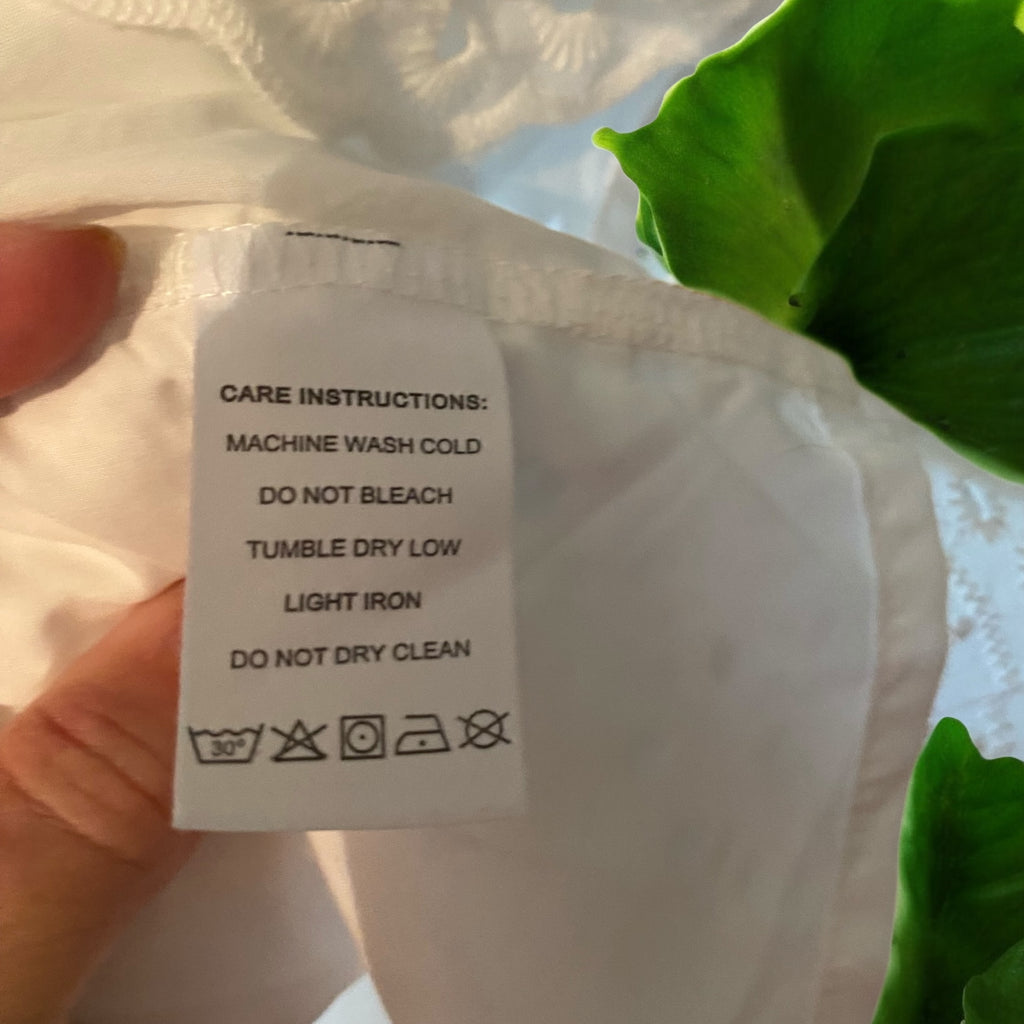 CARE INSTRUCTIONS:
MACHINE WASH COLD
DO NOT BLEACH
TUMBLE DRY LOW
LIGHT IRON
DO NOT DRY CLEAN
30°